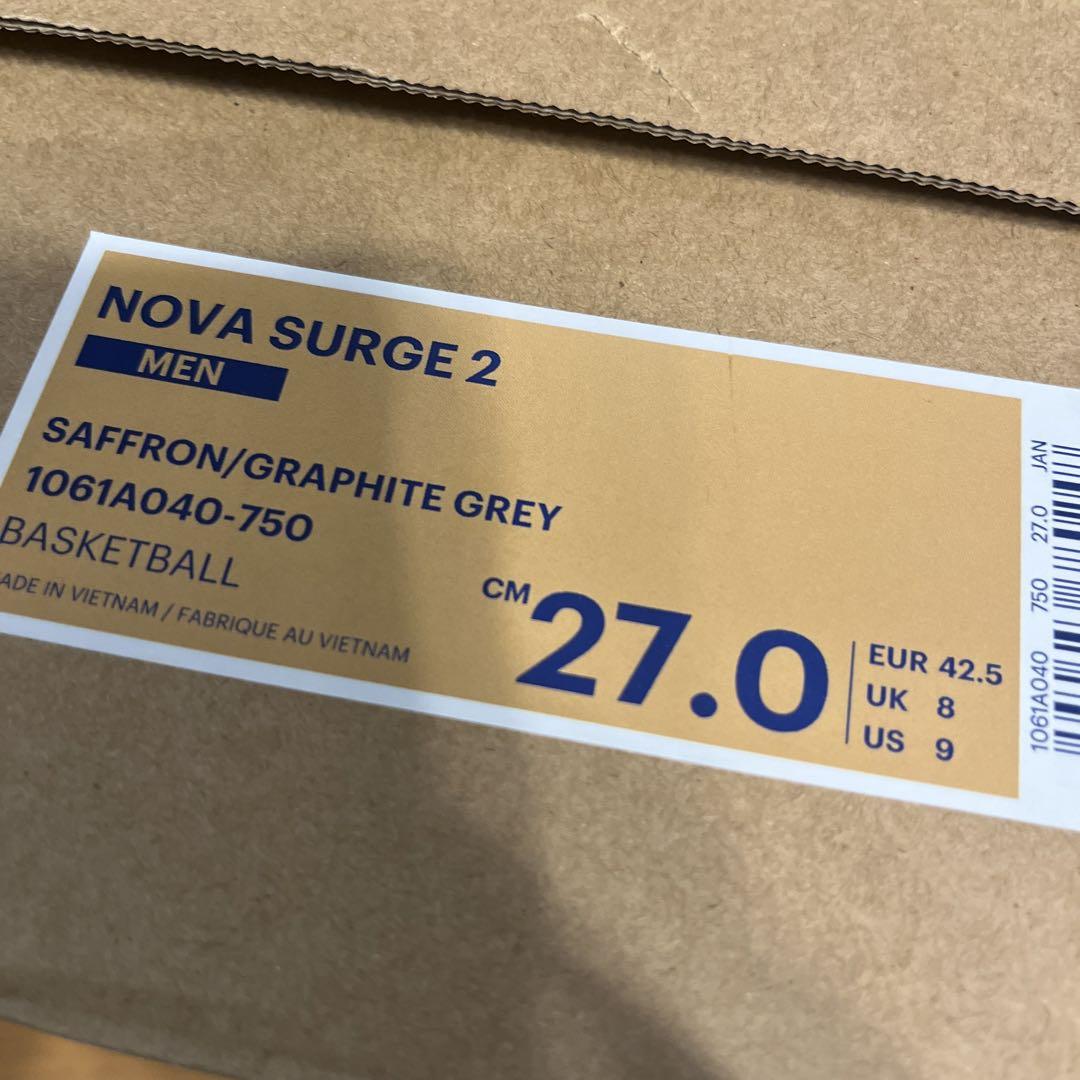 NOVA SURGE 2
MEN
SAFFRON/GRAPHITE GREY
1061A040-750
BASKETBALL
ADE IN VIETNAM / FABRIQUE AU VIETNAM
CM 27.0
EUR 42.5
UK 8
US 9
1061A040 750 27.0 JAN